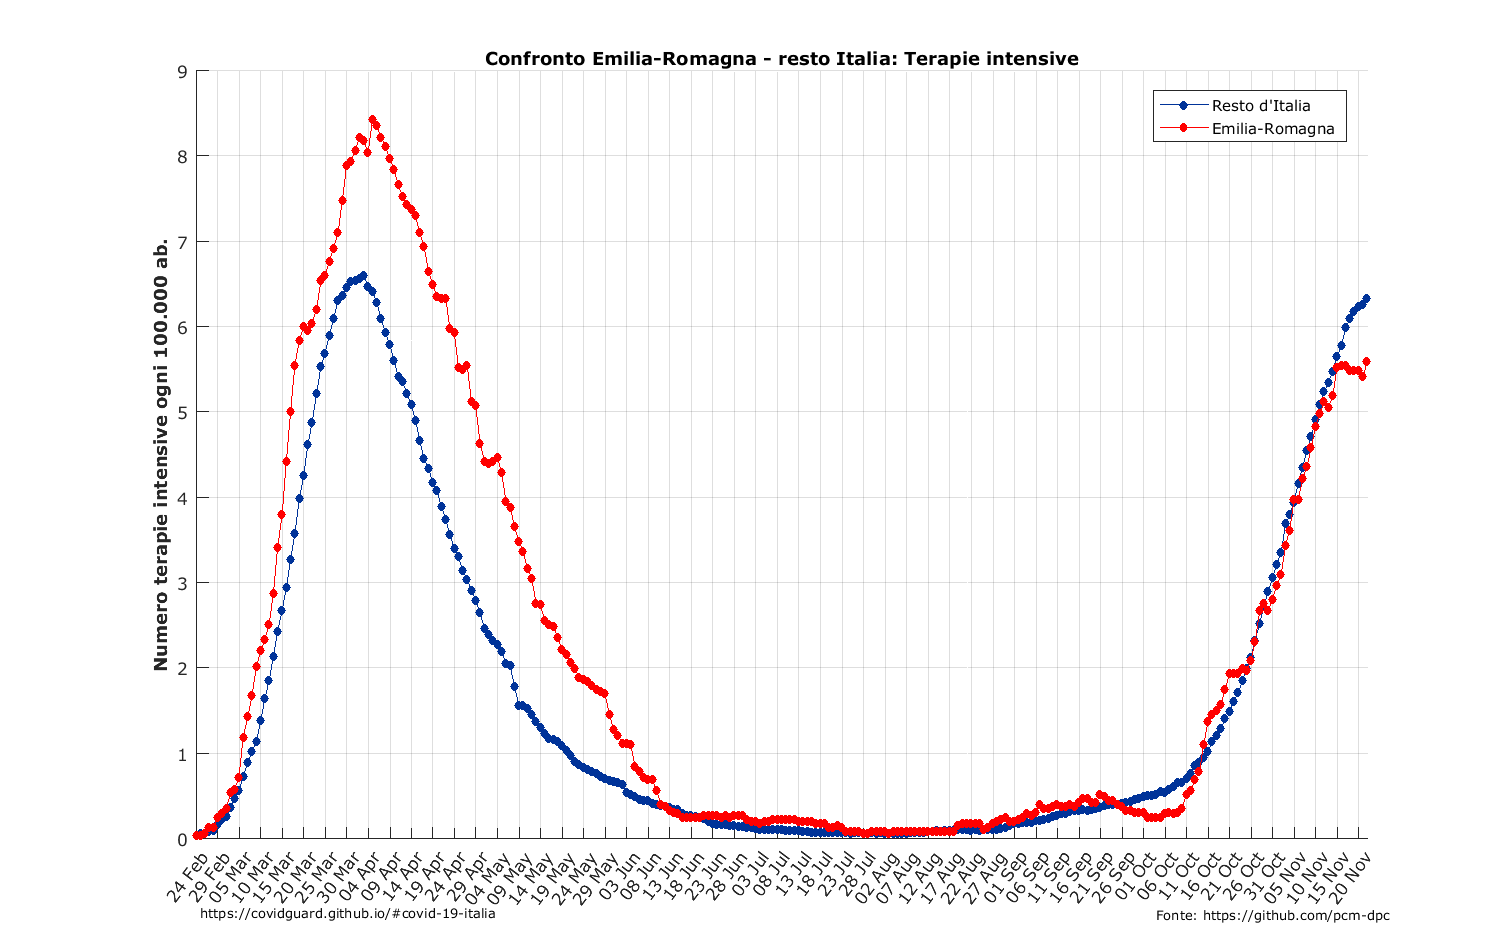 Confronto Emilia-Romagna - resto Italia: Terapie intensive
Resto d'Italia
Emilia-Romagna
Numero terapie intensive ogni 100.000 ab.
9
8
7
6
5
4
3
2
1
0
24 Feb
29 Feb
05 Mar
10 Mar
15 Mar
20 Mar
25 Mar
30 Mar
04 Apr
09 Apr
14 Apr
19 Apr
24 Apr
29 Apr
04 May
09 May
14 May
19 May
24 May
29 May
03 Jun
08 Jun
13 Jun
18 Jun
23 Jun
28 Jun
03 Jul
08 Jul
13 Jul
18 Jul
23 Jul
28 Jul
02 Aug
07 Aug
12 Aug
17 Aug
22 Aug
27 Aug
01 Sep
06 Sep
11 Sep
16 Sep
21 Sep
26 Sep
01 Oct
06 Oct
11 Oct
16 Oct
21 Oct
26 Oct
31 Oct
05 Nov
10 Nov
15 Nov
20 Nov
https://covidguard.github.io/#covid-19-italia
Fonte: https://github.com/pcm-dpc